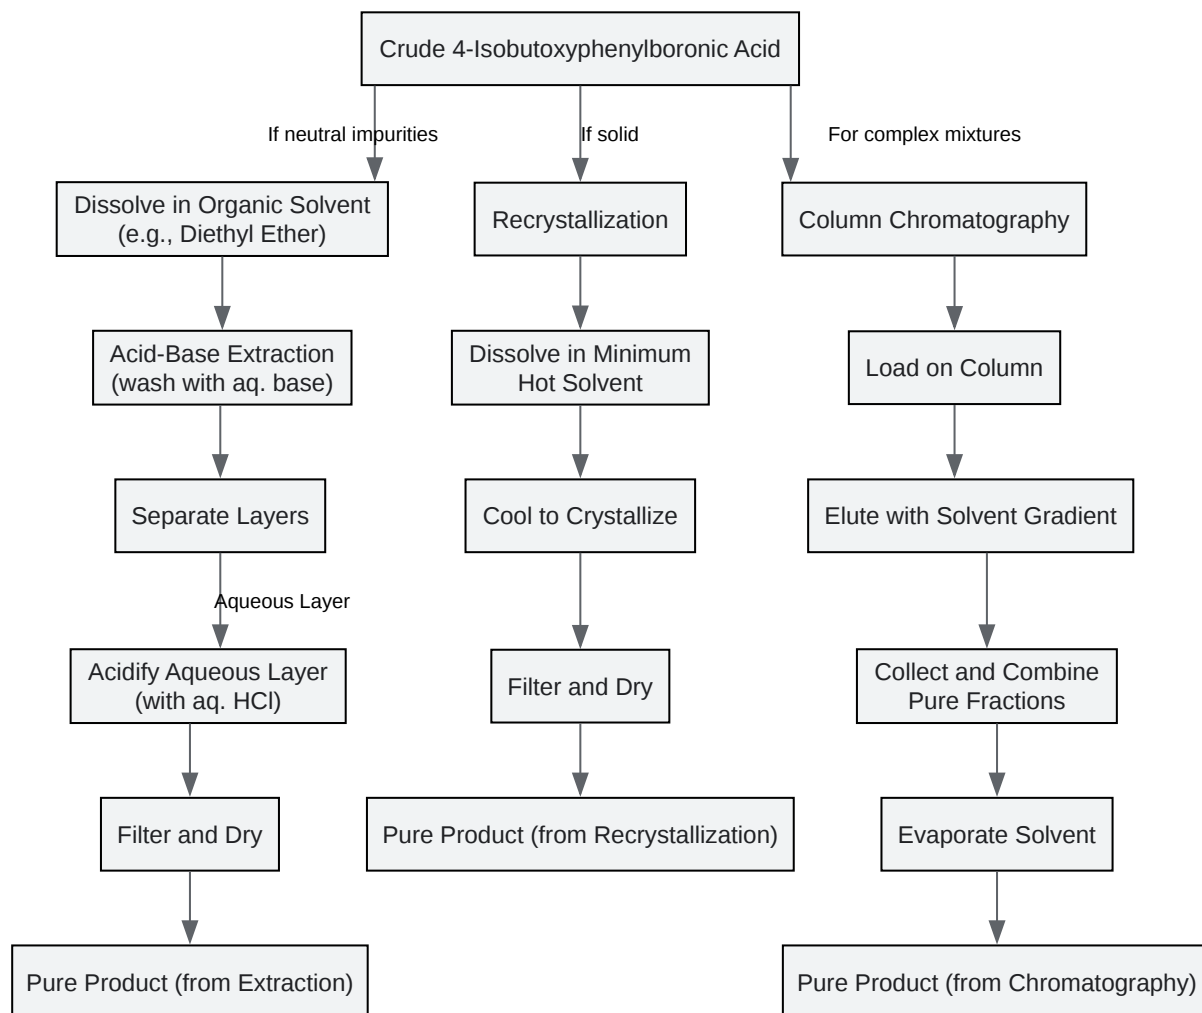 Crude 4-Isobutoxyphenylboronic Acid
If neutral impurities
If solid
For complex mixtures
Dissolve in Organic Solvent
(e.g., Diethyl Ether)
Recrystallization
Column Chromatography
Acid-Base Extraction
(wash with aq. base)
Dissolve in Minimum
Hot Solvent
Load on Column
Separate Layers
Cool to Crystallize
Elute with Solvent Gradient
Aqueous Layer
Acidify Aqueous Layer
(with aq. HCl)
Filter and Dry
Collect and Combine
Pure Fractions
Filter and Dry
Pure Product (from Recrystallization)
Evaporate Solvent
Pure Product (from Extraction)
Pure Product (from Chromatography)